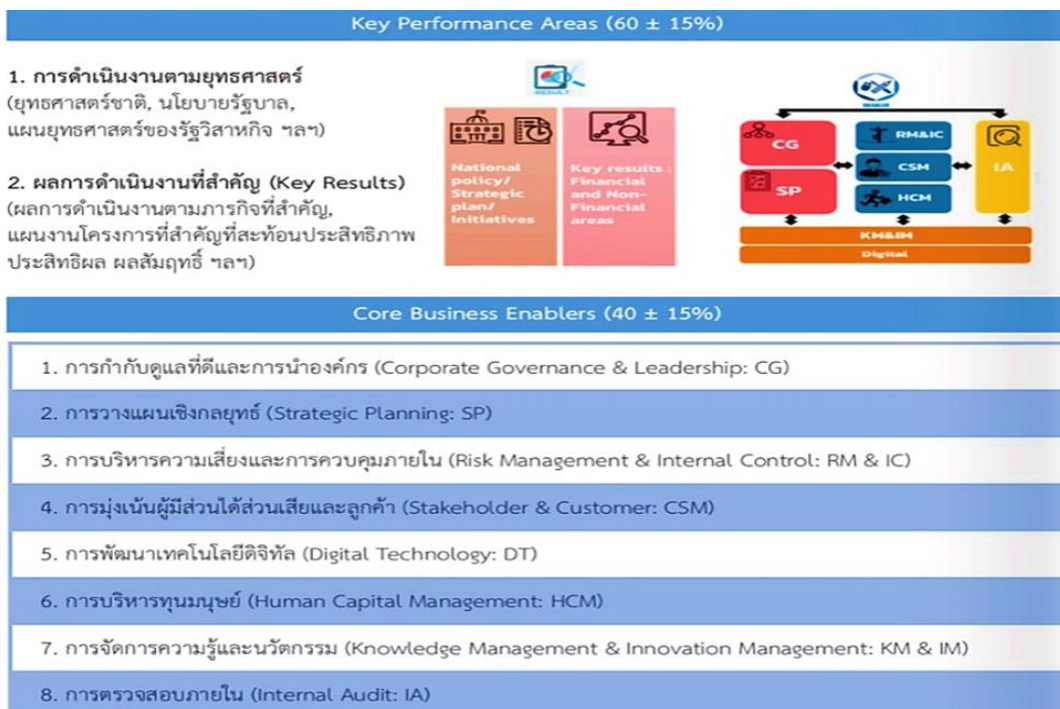 Key Performance Areas (60 ± 15%)
1. การดำเนินงานตามยุทธศาสตร์
(ยุทธศาสตร์ชาติ, นโยบายรัฐบาล,
แผนยุทธศาสตร์ของรัฐวิสาหกิจ ฯลฯ)
2. ผลการดำเนินงานที่สำคัญ (Key Results)
(ผลการดำเนินงานตามภารกิจที่สำคัญ,
แผนงานโครงการที่สำคัญที่สะท้อนประสิทธิภาพ
ประสิทธิผล ผลสัมฤทธิ์ ฯลฯ)
RESULT
National
policy/
Strategic
plan/
Initiatives
Key results :
Financial
and Non-
Financial
areas
ENABLER
CG
SP
RM&IC
CSM
HCM
IA
KM&IM
Digital
Core Business Enablers (40 ± 15%)
1. การกำกับดูแลที่ดีและการนำองค์กร (Corporate Governance & Leadership: CG)
2. การวางแผนเชิงกลยุทธ์ (Strategic Planning: SP)
3. การบริหารความเสี่ยงและการควบคุมภายใน (Risk Management & Internal Control: RM & IC)
4. การมุ่งเน้นผู้มีส่วนได้ส่วนเสียและลูกค้า (Stakeholder & Customer: CSM)
5. การพัฒนาเทคโนโลยีดิจิทัล (Digital Technology: DT)
6. การบริหารทุนมนุษย์ (Human Capital Management: HCM)
7. การจัดการความรู้และนวัตกรรม (Knowledge Management & Innovation Management: KM & IM)
8. การตรวจสอบภายใน (Internal Audit: IA)